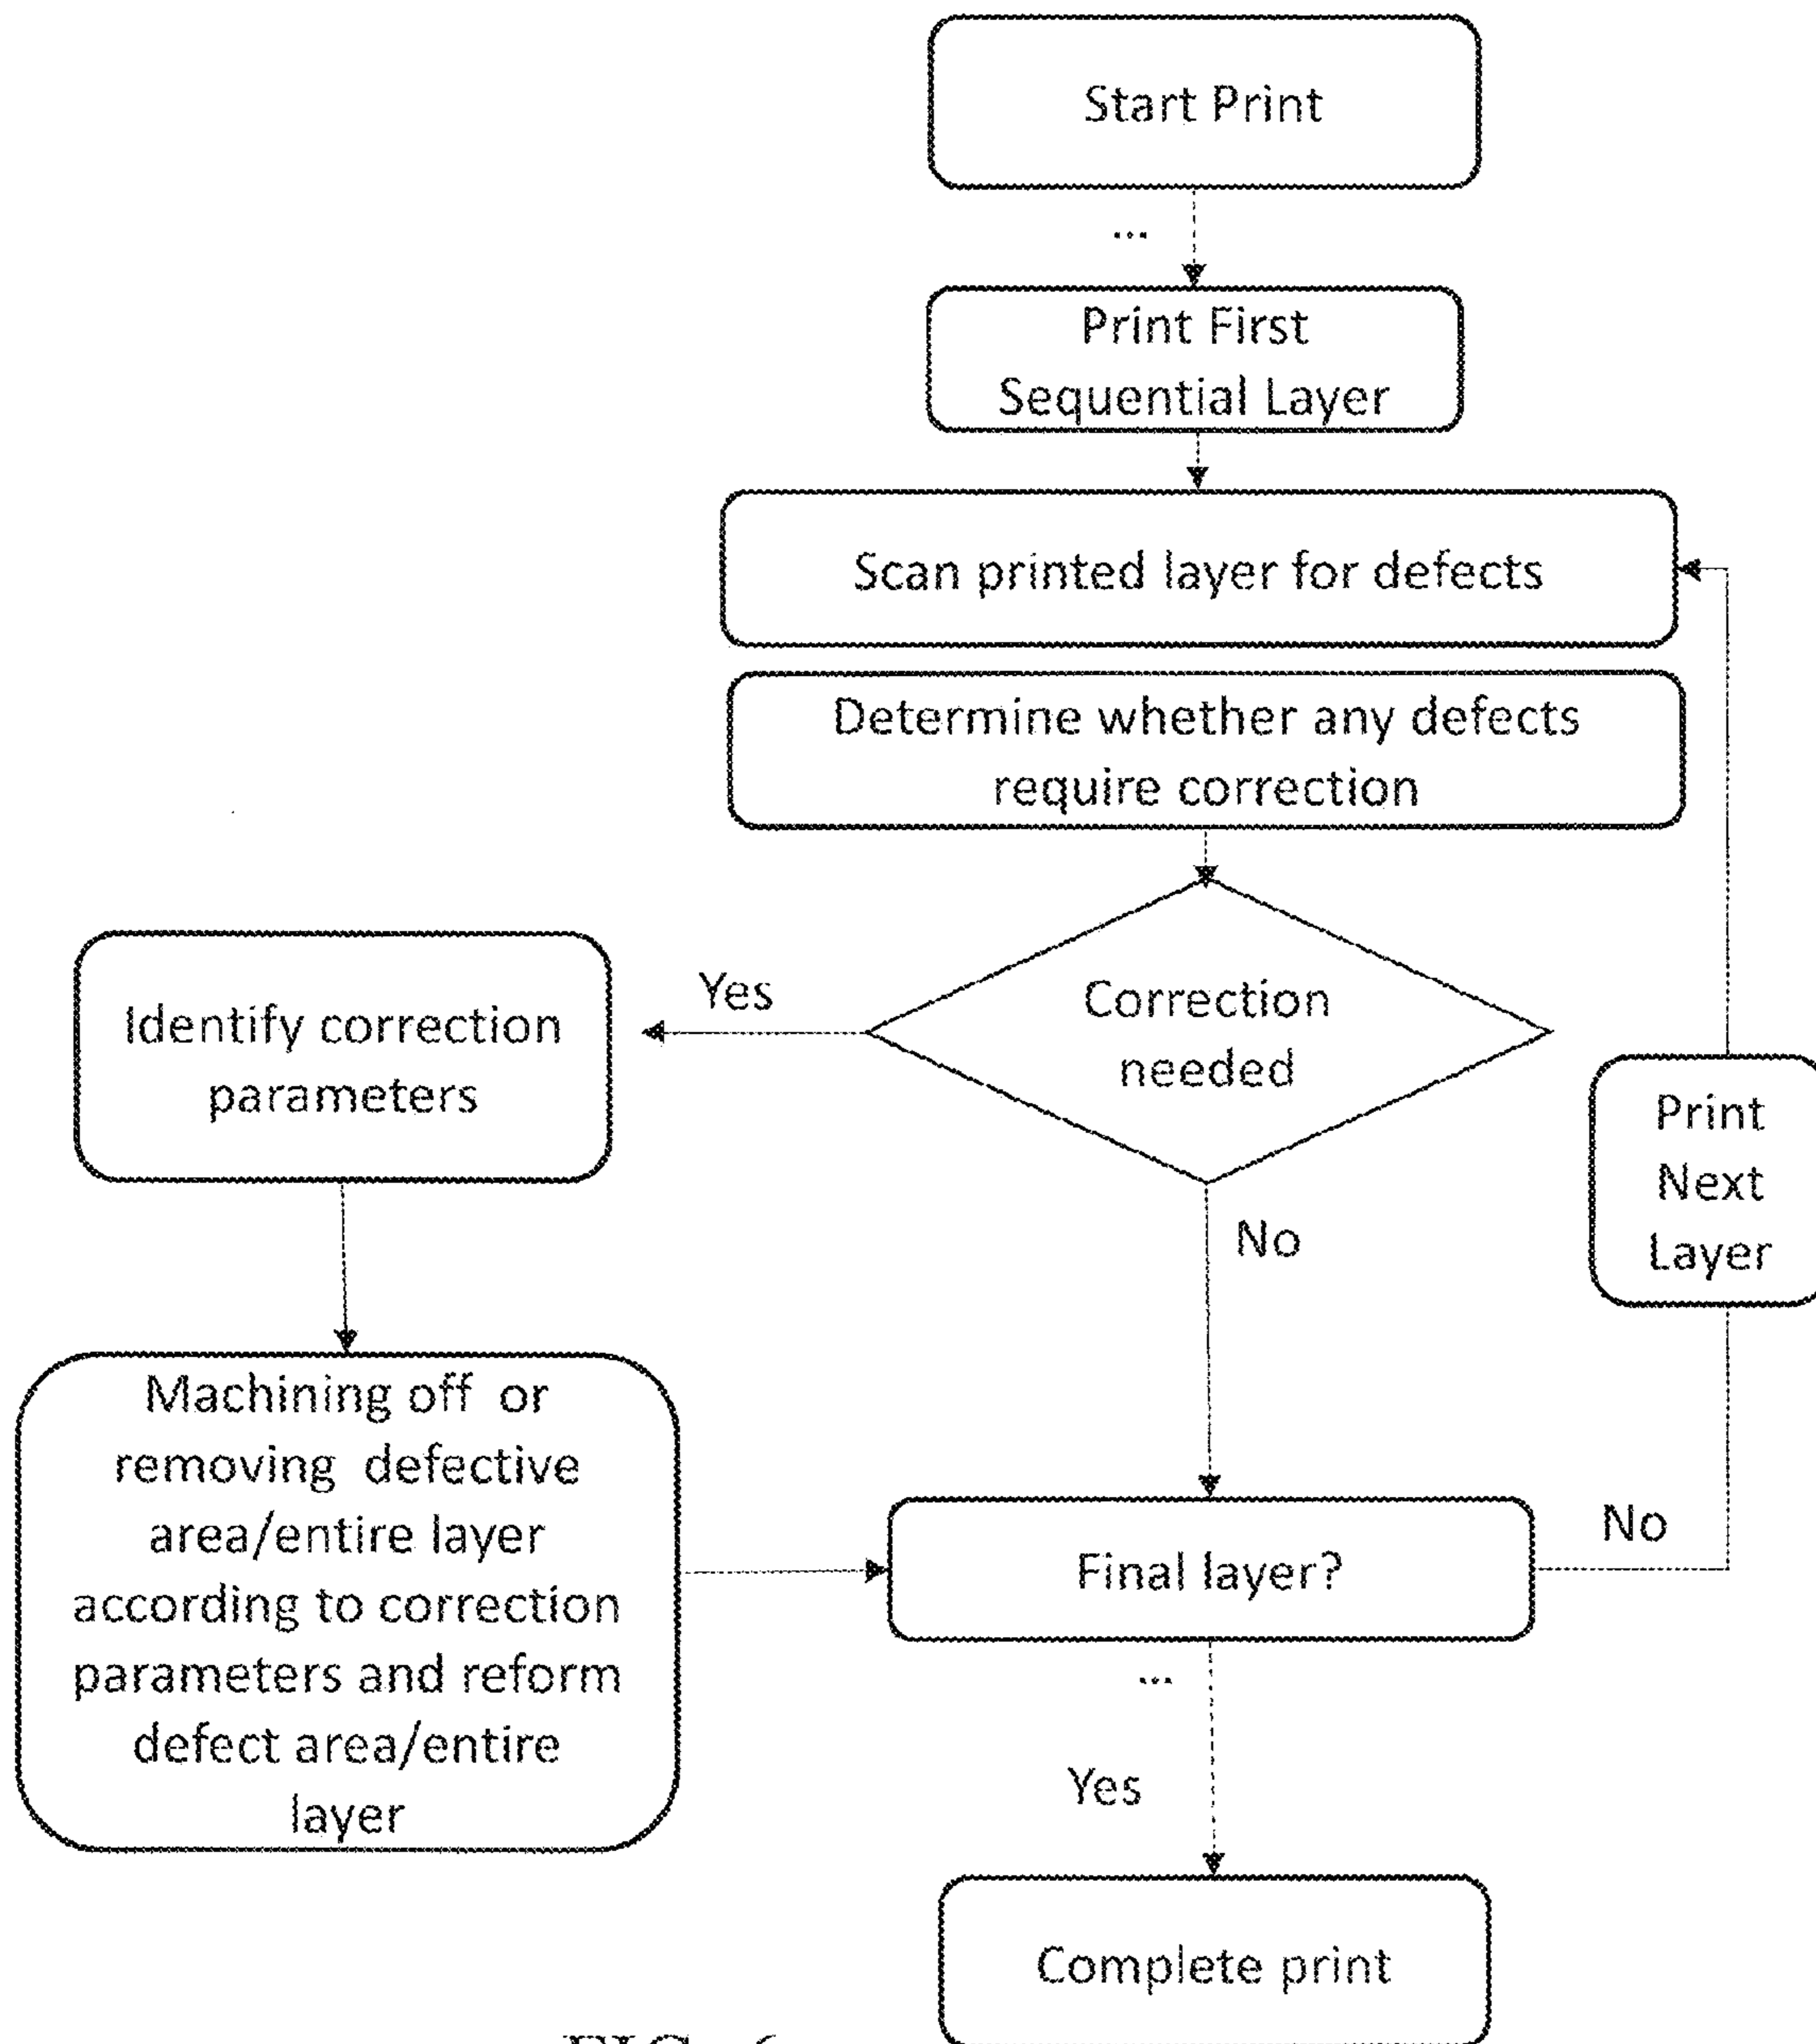 Start Print
...
Print First
Sequential Layer
Scan printed layer for defects
Determine whether any defects
require correction
Correction
needed
Yes
Identify correction
parameters
No
Print
Next
Layer
Machining off or
removing defective
area/entire layer
according to correction
parameters and reform
defect area/entire
layer
Final layer?
No
...
Yes
Complete print